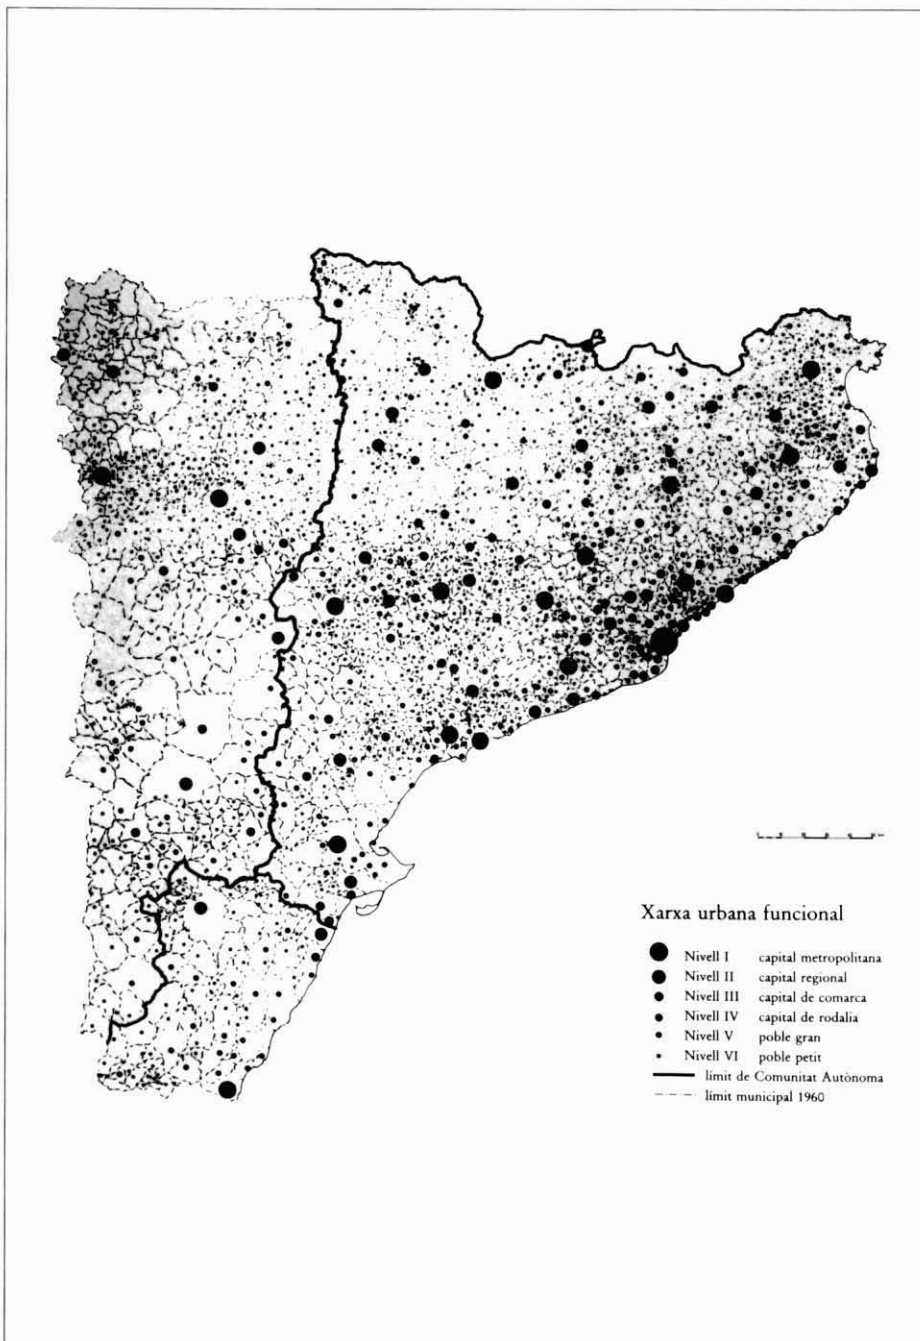 Xarxa urbana funcional
Nivell I capital metropolitana
Nivell II capital regional
Nivell III capital de comarca
Nivell IV capital de rodalia
Nivell V poble gran
Nivell VI poble petit
límit de Comunitat Autònoma
límit municipal 1960